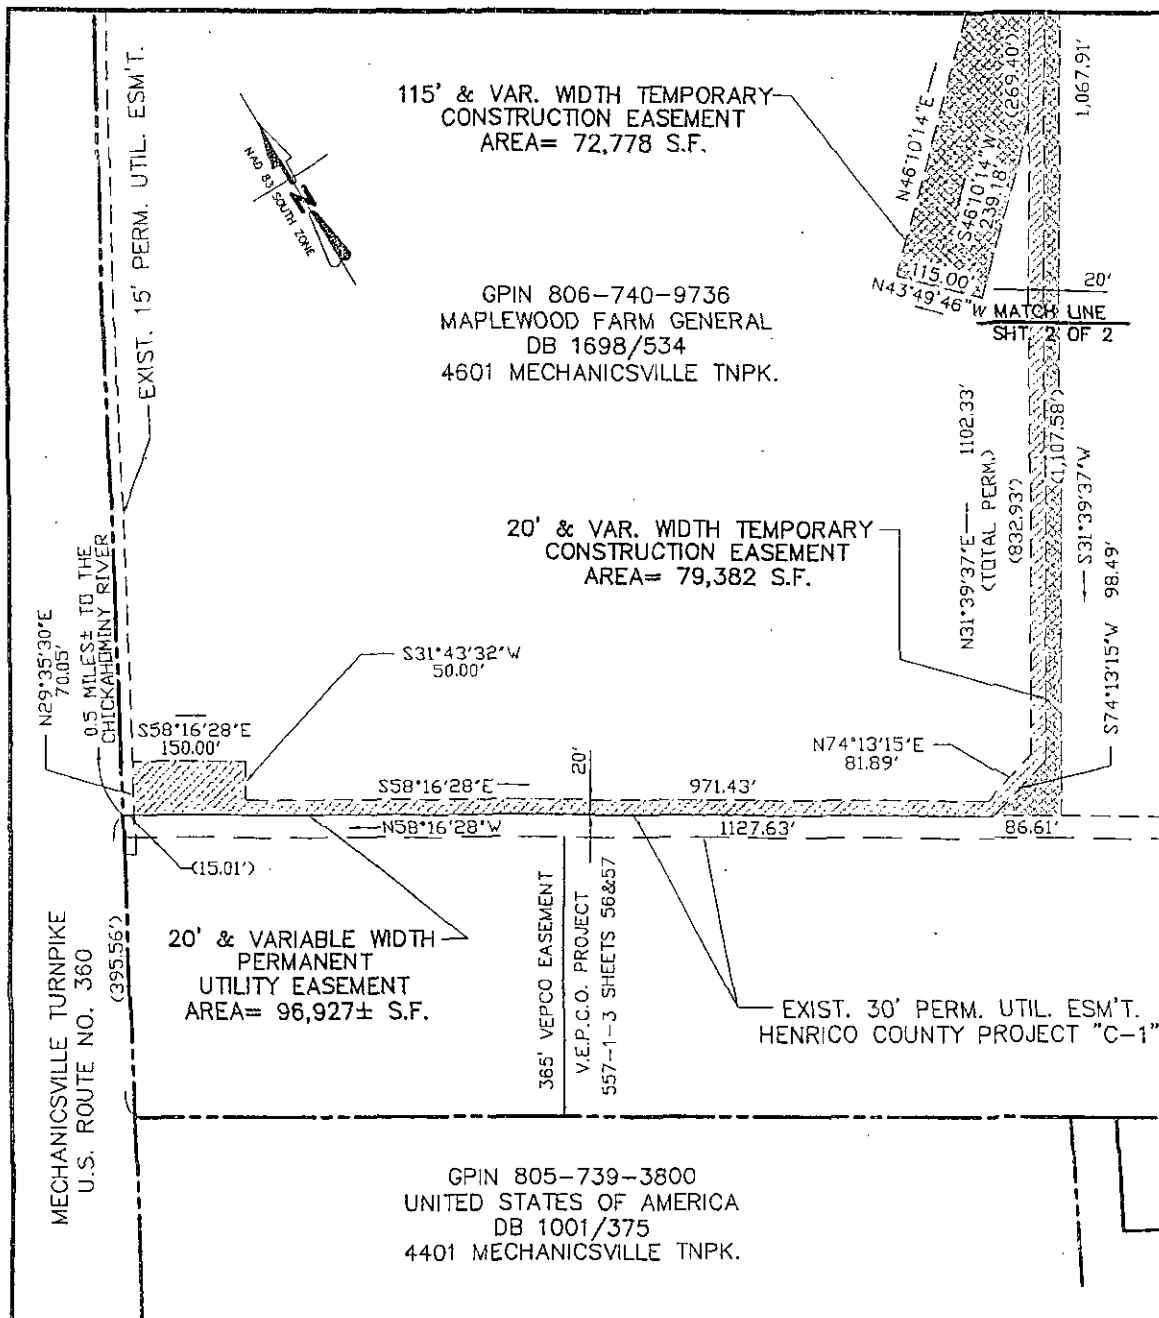 1,067.91'
EXIST. 15' PERM. UTIL. ESM'T.
115' & VAR. WIDTH TEMPORARY
CONSTRUCTION EASEMENT
AREA= 72,778 S.F.
N46°10'14"E
S46°10'14"W
239.18'
(269.40')
NAD 83 SOUTH ZONE
N
115.00'
N43°49'46"W
20'
MATCH LINE
SHT 2 OF 2
GPIN 806-740-9736
MAPLEWOOD FARM GENERAL
DB 1698/534
4601 MECHANICSVILLE TNPK.
N31°39'37"E 1102.33'
(TOTAL PERM.)
(832.93')
(1,107.58')
S31°39'37"W
S74°13'15"W 98.49'
20' & VAR. WIDTH TEMPORARY
CONSTRUCTION EASEMENT
AREA= 79,382 S.F.
N29°35'30"E
70.05'
0.5 MILES± TO THE
CHICKAHOMINY RIVER
S31°43'32"W
50.00'
S58°16'28"E
150.00'
20'
N74°13'15"E
81.89'
S58°16'28"E
971.43'
N58°16'28"W
1127.63'
86.61'
(15.01')
365' VEPCO EASEMENT
V.E.P.C.O. PROJECT
557-1-3 SHEETS 56&57
20' & VARIABLE WIDTH
PERMANENT
UTILITY EASEMENT
AREA= 96,927± S.F.
MECHANICSVILLE TURNPIKE
U.S. ROUTE NO. 360
(395.56')
EXIST. 30' PERM. UTIL. ESM'T.
HENRICO COUNTY PROJECT "C-1"
GPIN 805-739-3800
UNITED STATES OF AMERICA
DB 1001/375
4401 MECHANICSVILLE TNPK.